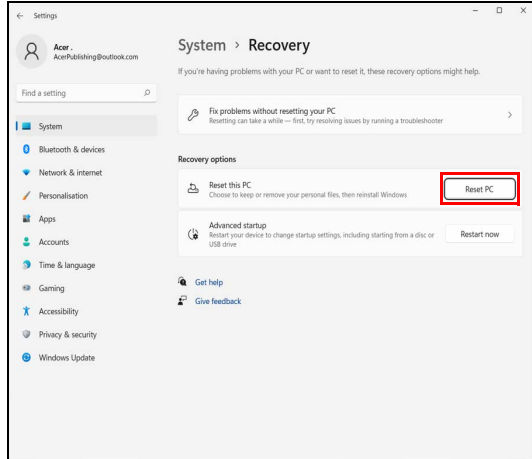 Settings
Acer .
AcerPublishing@outlook.com
Find a setting
System
Bluetooth & devices
Network & internet
Personalisation
Apps
Accounts
Time & language
Gaming
Accessibility
Privacy & security
Windows Update
System > Recovery
If you're having problems with your PC or want to reset it, these recovery options might help.
Fix problems without resetting your PC
Resetting can take a while — first, try resolving issues by running a troubleshooter
Recovery options
Reset this PC
Choose to keep or remove your personal files, then reinstall Windows
Reset PC
Advanced startup
Restart your device to change startup settings, including starting from a disc or
USB drive
Restart now
Get help
Give feedback